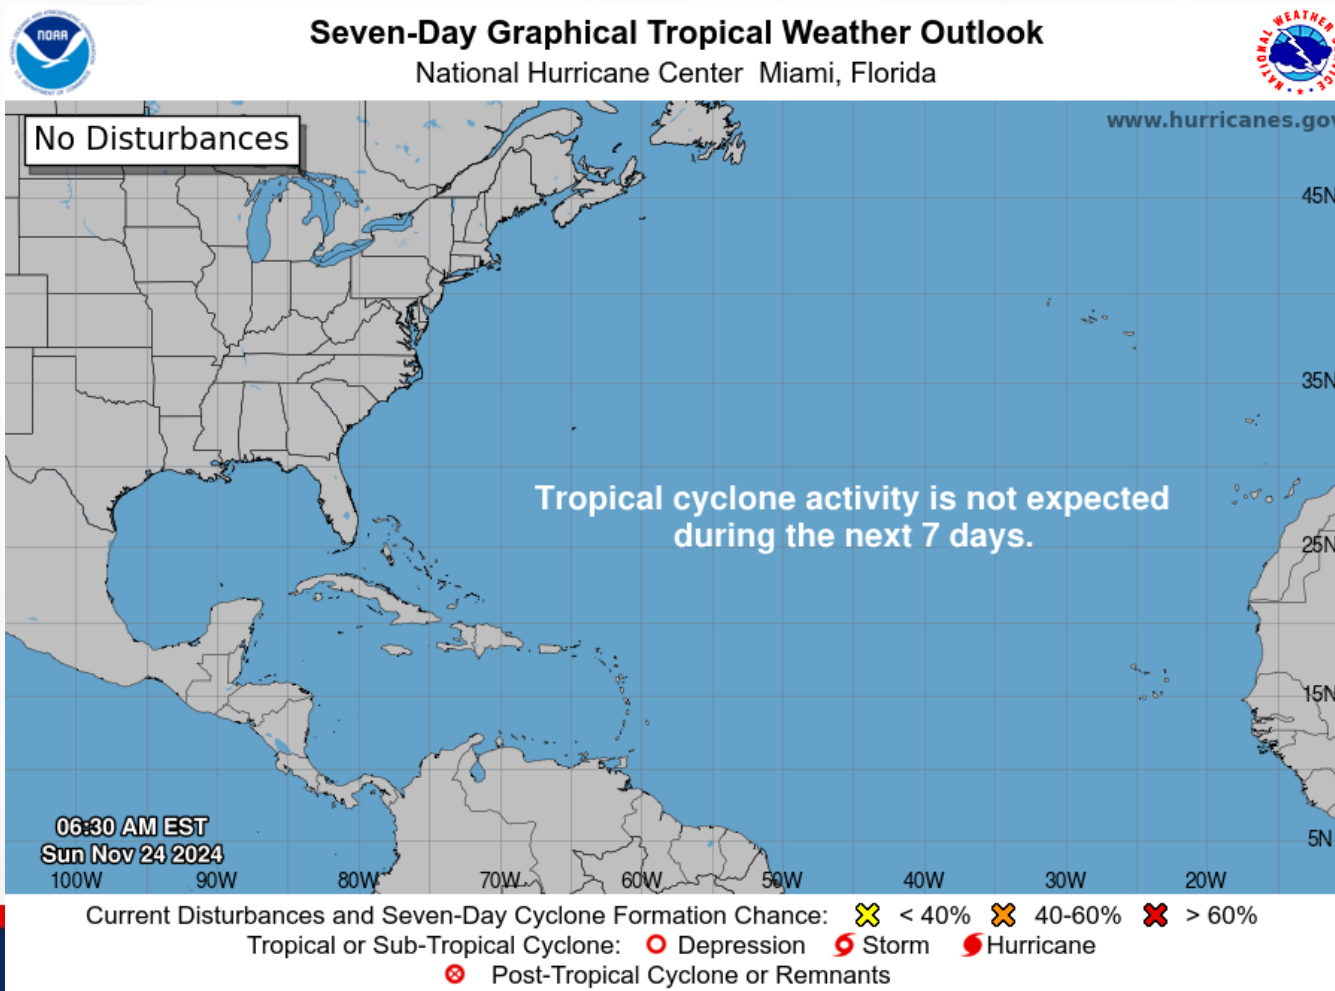 Seven-Day Graphical Tropical Weather Outlook
National Hurricane Center  Miami, Florida
NOAA
No Disturbances
www.hurricanes.gov
45N
35N
Tropical cyclone activity is not expected
during the next 7 days.
25N
15N
5N
06:30 AM EST
Sun Nov 24 2024
100W 90W 80W 70W 60W 50W 40W 30W 20W
Current Disturbances and Seven-Day Cyclone Formation Chance: < 40% 40-60% > 60%
Tropical or Sub-Tropical Cyclone: Depression Storm Hurricane
Post-Tropical Cyclone or Remnants